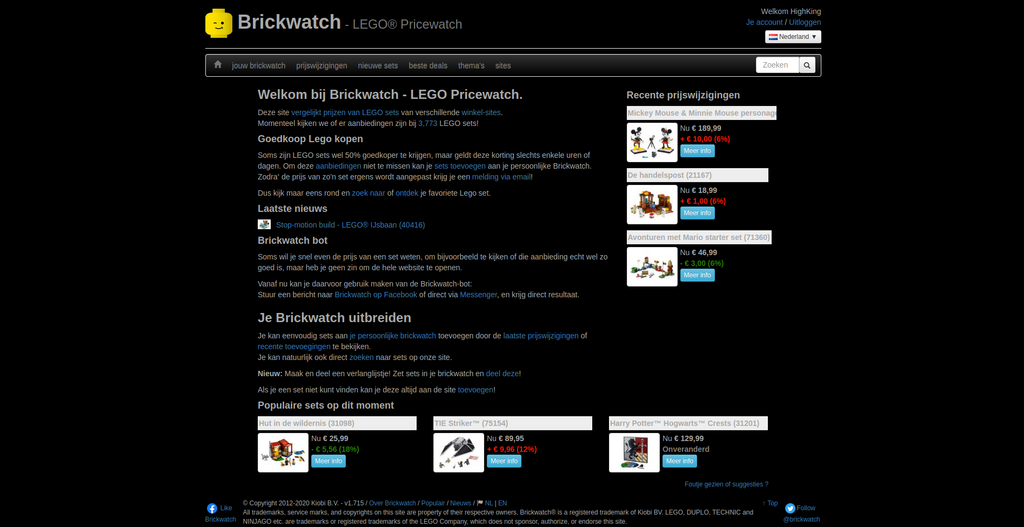 Brickwatch - LEGO® Pricewatch
Welkom HighKing
Je account / Uitloggen
Nederland ▼
jouw brickwatch prijswijzigingen nieuwe sets beste deals thema's sites
Zoeken
Welkom bij Brickwatch - LEGO Pricewatch.
Deze site vergelijkt prijzen van LEGO sets van verschillende winkel-sites.
Momenteel kijken we of er aanbiedingen zijn bij 3,773 LEGO sets!
Goedkoop Lego kopen
Soms zijn LEGO sets wel 50% goedkoper te krijgen, maar geldt deze korting slechts enkele uren of
dagen. Om deze aanbiedingen niet te missen kan je sets toevoegen aan je persoonlijke Brickwatch.
Zodra' de prijs van zo'n set ergens wordt aangepast krijg je een melding via email!
Dus kijk maar eens rond en zoek naar of ontdek je favoriete Lego set.
Laatste nieuws
Stop-motion build - LEGO® IJsbaan (40416)
Brickwatch bot
Soms wil je snel even de prijs van een set weten, om bijvoorbeeld te kijken of die aanbieding echt wel zo
goed is, maar heb je geen zin om de hele website te openen.
Vanaf nu kan je daarvoor gebruik maken van de Brickwatch-bot:
Stuur een bericht naar Brickwatch op Facebook of direct via Messenger, en krijg direct resultaat.
Je Brickwatch uitbreiden
Je kan eenvoudig sets aan je persoonlijke brickwatch toevoegen door de laatste prijswijzigingen of
recente toevoegingen te bekijken.
Je kan natuurlijk ook direct zoeken naar sets op onze site.
Nieuw: Maak en deel een verlanglijstje! Zet sets in je brickwatch en deel deze!
Als je een set niet kunt vinden kan je deze altijd aan de site toevoegen!
Recente prijswijzigingen
Mickey Mouse & Minnie Mouse personag
Nu € 189,99
+ € 10,00 (6%)
Meer info
De handelspost (21167)
Nu € 18,99
+ € 1,00 (6%)
Meer info
Avonturen met Mario starter set (71360)
Nu € 46,99
- € 3,00 (6%)
Meer info
Populaire sets op dit moment
Hut in de wildernis (31098)
Nu € 25,99
- € 5,56 (18%)
Meer info
TIE Striker™ (75154)
Nu € 89,95
+ € 9,96 (12%)
Meer info
Harry Potter™ Hogwarts™ Crests (31201)
Nu € 129,99
Onveranderd
Meer info
Foutje gezien of suggesties ?
Like
Brickwatch
© Copyright 2012-2020 Kiobi B.V. - v1.715 / Over Brickwatch / Populair / Nieuws / NL | EN
↑ Top
All trademarks, service marks, and copyrights on this site are property of their respective owners. Brickwatch® is a registered trademark of Kiobi BV. LEGO, DUPLO, TECHNIC and
NINJAGO etc. are trademarks or registered trademarks of the LEGO Company, which does not sponsor, authorize, or endorse this site.
Follow
@brickwatch